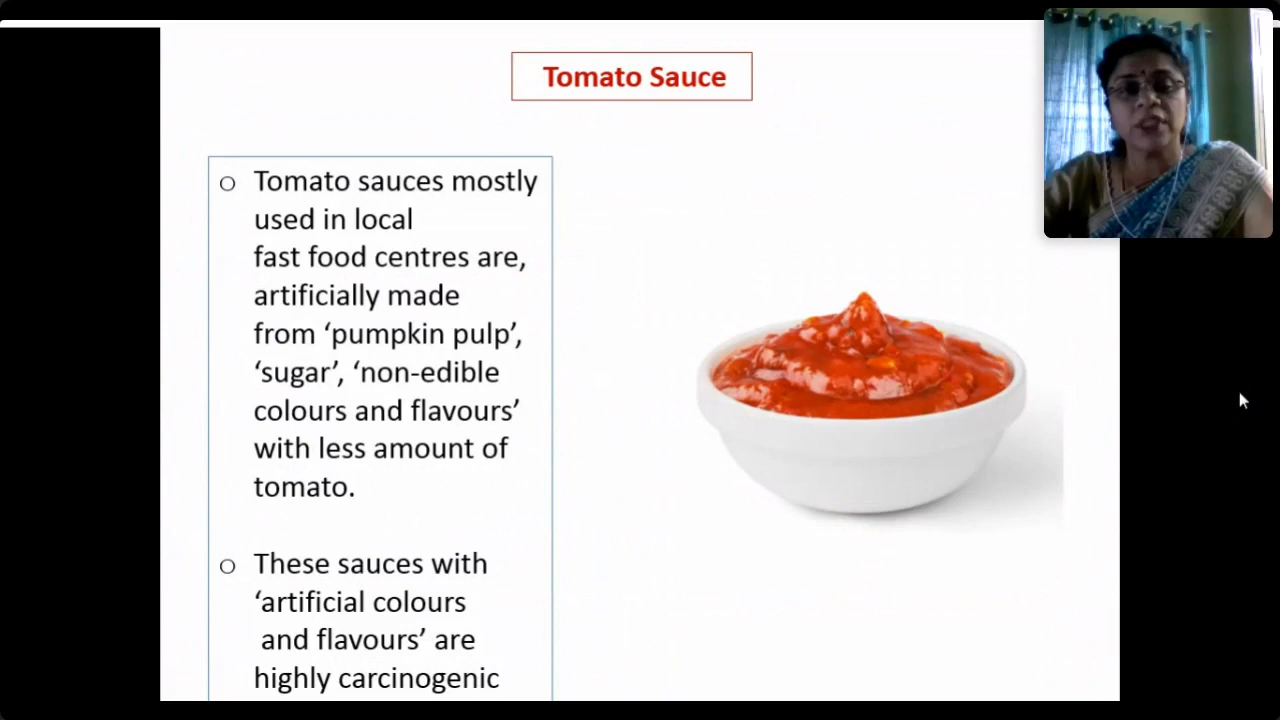 Tomato Sauce
o Tomato sauces mostly
used in local
fast food centres are,
artificially made
from ‘pumpkin pulp’,
‘sugar’, ‘non-edible
colours and flavours’
with less amount of
tomato.
o These sauces with
‘artificial colours
and flavours’ are
highly carcinogenic